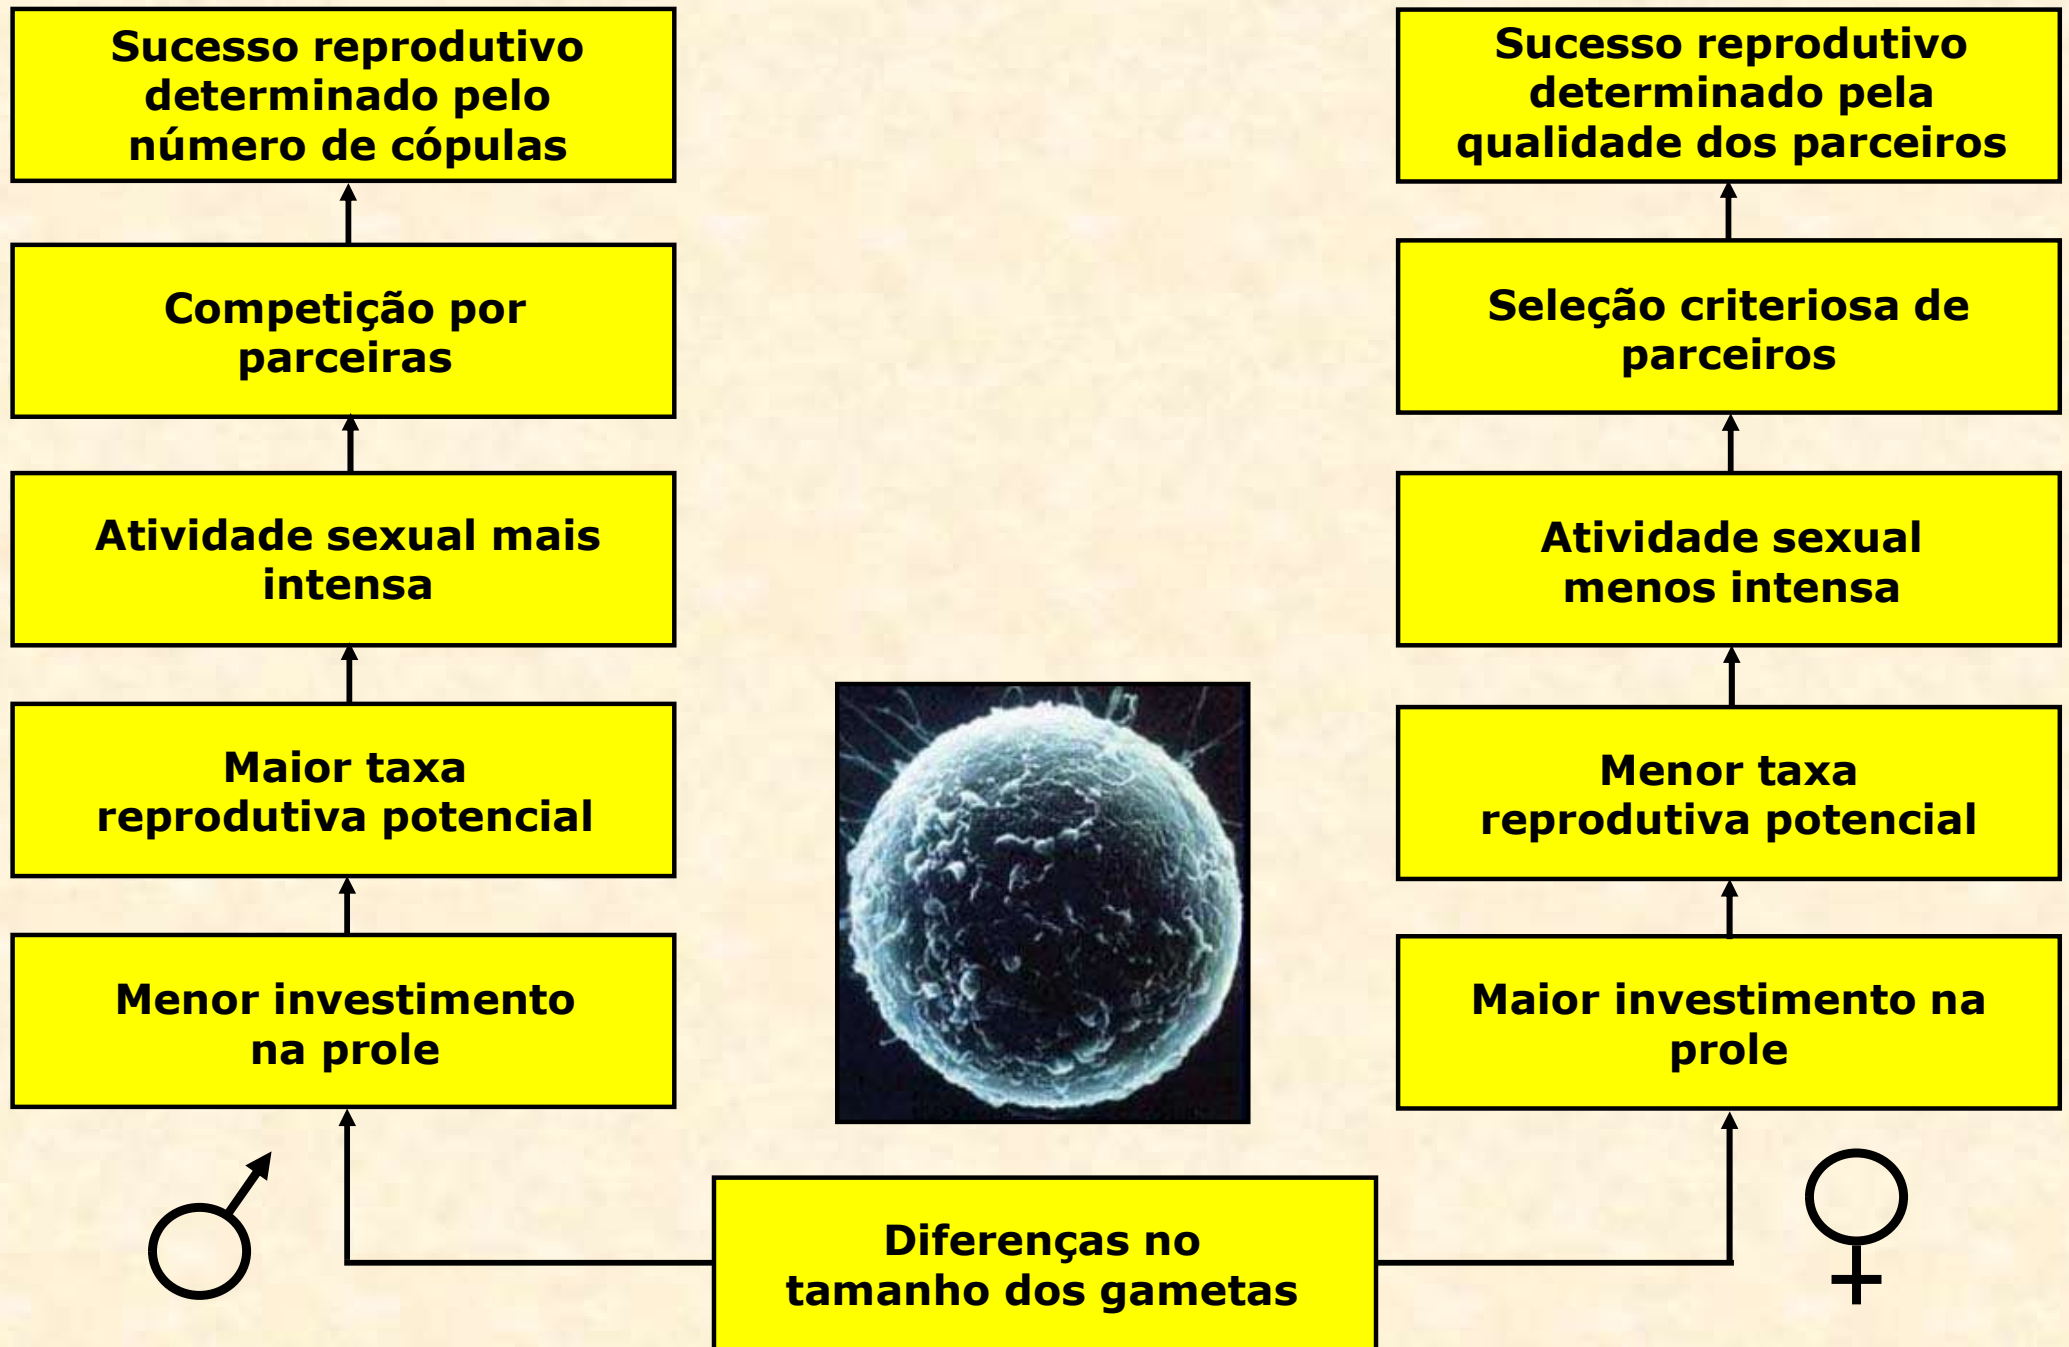 Sucesso reprodutivo
determinado pelo
número de cópulas
Competição por
parceiras
Atividade sexual mais
intensa
Maior taxa
reprodutiva potencial
Menor investimento
na prole
Sucesso reprodutivo
determinado pela
qualidade dos parceiros
Seleção criteriosa de
parceiros
Atividade sexual
menos intensa
Menor taxa
reprodutiva potencial
Maior investimento na
prole
Diferenças no
tamanho dos gametas